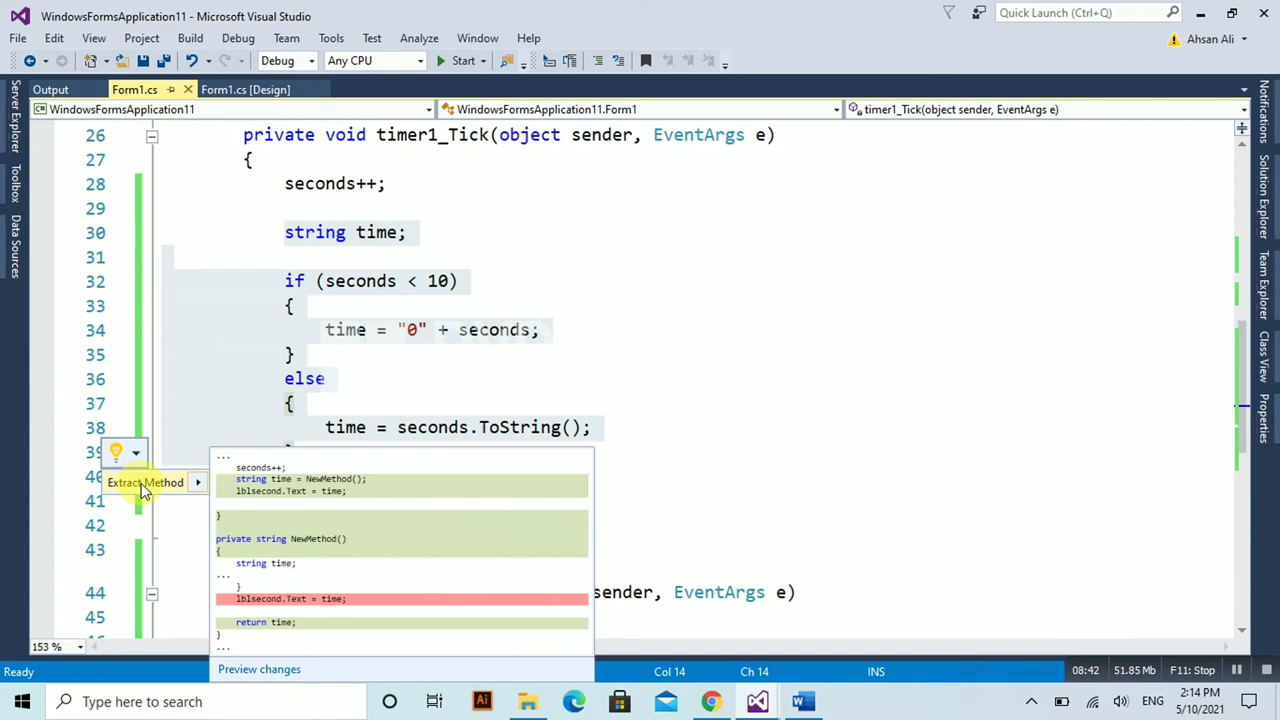 WindowsFormsApplication11 - Microsoft Visual Studio
Quick Launch (Ctrl+Q)
File Edit View Project Build Debug Team Tools Test Analyze Window Help
Ahsan Ali
Debug Any CPU Start
Output Form1.cs Form1.cs [Design]
WindowsFormsApplication11 WindowsFormsApplication11.Form1 timer1_Tick(object sender, EventArgs e)
Server Explorer
Toolbox
Data Sources
Notifications
Solution Explorer
Team Explorer
Class View
Properties
26 private void timer1_Tick(object sender, EventArgs e)
27 {
28 seconds++;
29
30 string time;
31
32 if (seconds < 10)
33 {
34 time = "0" + seconds;
35 }
36 else
37 {
38 time = seconds.ToString();
39
40
41
42
43
44 sender, EventArgs e)
45
Extract Method
...
seconds++;
string time = NewMethod();
lblsecond.Text = time;
}
private string NewMethod()
{
string time;
...
}
lblsecond.Text = time;
return time;
}
...
Preview changes
153 %
Ready Col 14 Ch 14 INS 08:42 51.85 Mb F11: Stop
Type here to search
Ai
ENG
2:14 PM
5/10/2021